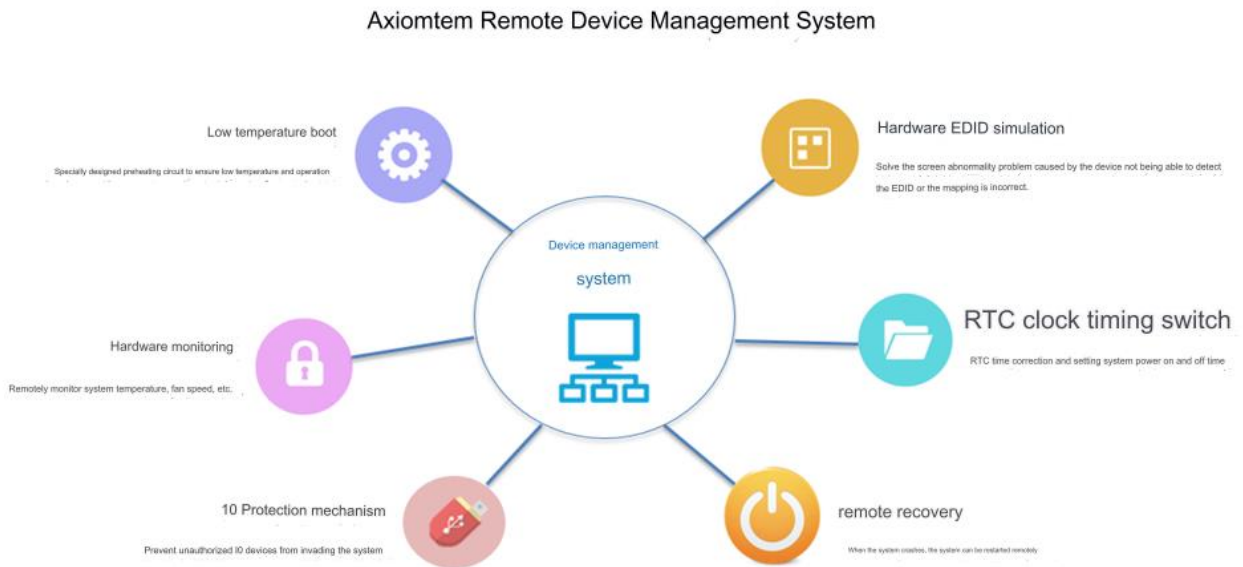 Axiomtem Remote Device Management System
Low temperature boot
Specially designed preheating circuit to ensure low temperature and operation
Hardware EDID simulation
Solve the screen abnormality problem caused by the device not being able to detect
the EDID or the mapping is incorrect.
Device management
system
Hardware monitoring
Remotely monitor system temperature, fan speed, etc.
RTC clock timing switch
RTC time correction and setting system power on and off time
10 Protection mechanism
Prevent unauthorized I0 devices from invading the system
remote recovery
When the system crashes, the system can be restarted remotely